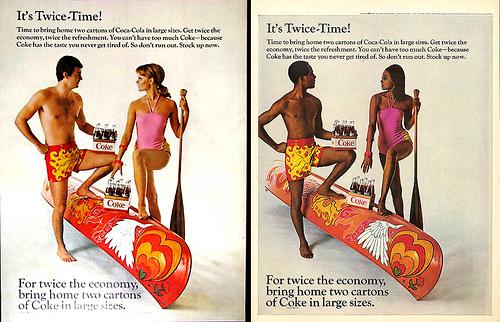 It's Twice-Time!
Time to bring home two cartons of Coca-Cola in large sizes. Get twice the
economy, twice the refreshment. You can't have too much Coke—because
Coke has the taste you never get tired of. So don't run out. Stock up now.
Coke
Coke
For twice the economy,
bring home two cartons
of Coke in large sizes.
It's Twice-Time!
Time to bring home two cartons of Coca-Cola in large sizes. Get twice the
economy, twice the refreshment. You can't have too much Coke—because
Coke has the taste you never get tired of. So don't run out. Stock up now.
Coke
Coke
For twice the economy,
bring home two cartons
of Coke in large sizes.